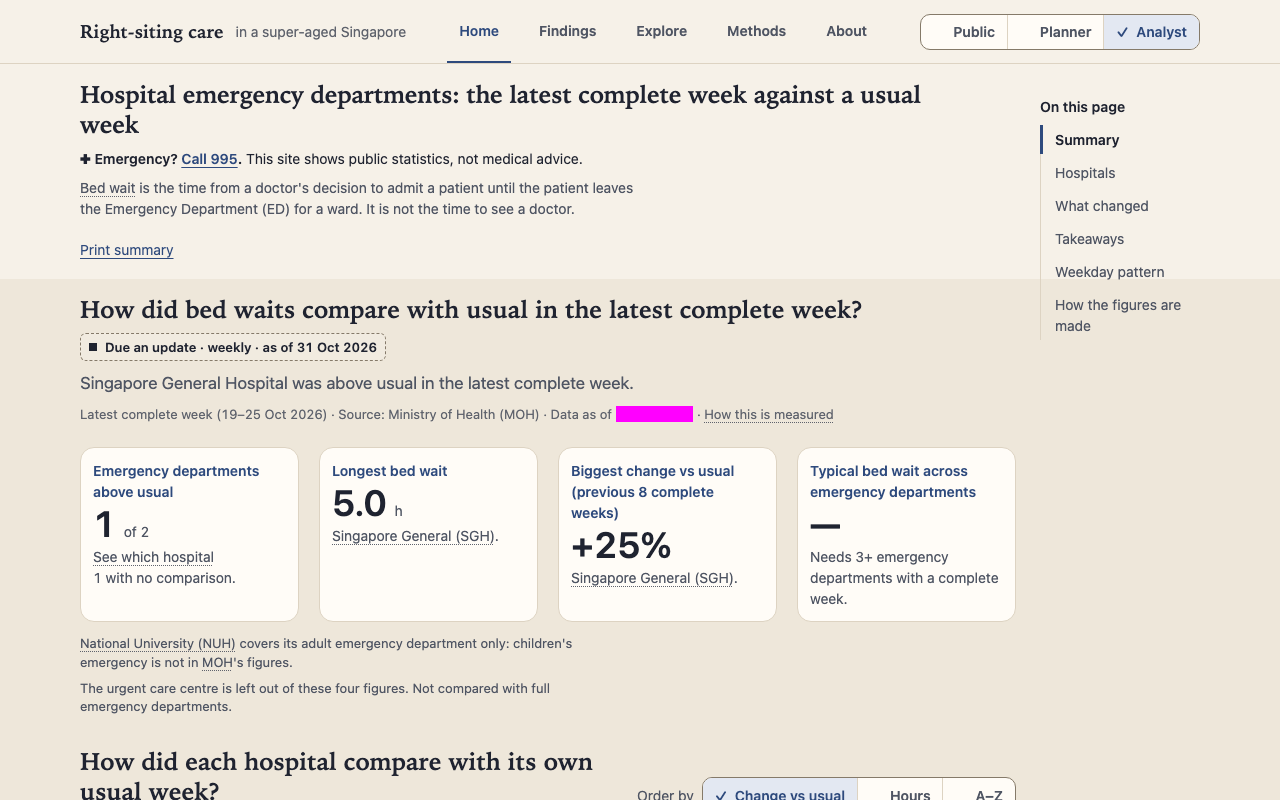 Right-siting care in a super-aged Singapore Home Findings Explore Methods About Public Planner ✓ Analyst
Hospital emergency departments: the latest complete week against a usual
week
✚ Emergency? Call 995. This site shows public statistics, not medical advice.
Bed wait is the time from a doctor's decision to admit a patient until the patient leaves
the Emergency Department (ED) for a ward. It is not the time to see a doctor.
Print summary
On this page
Summary
Hospitals
What changed
Takeaways
Weekday pattern
How the figures are
made
How did bed waits compare with usual in the latest complete week?
■ Due an update · weekly · as of 31 Oct 2026
Singapore General Hospital was above usual in the latest complete week.
Latest complete week (19–25 Oct 2026) · Source: Ministry of Health (MOH) · Data as of · How this is measured
Emergency departments
above usual
1 of 2
See which hospital
1 with no comparison.
Longest bed wait
5.0 h
Singapore General (SGH).
Biggest change vs usual
(previous 8 complete
weeks)
+25%
Singapore General (SGH).
Typical bed wait across
emergency departments
—
Needs 3+ emergency
departments with a complete
week.
National University (NUH) covers its adult emergency department only: children's
emergency is not in MOH's figures.
The urgent care centre is left out of these four figures. Not compared with full
emergency departments.
How did each hospital compare with its own
usual week?
Order by ✓ Change vs usual Hours A–Z